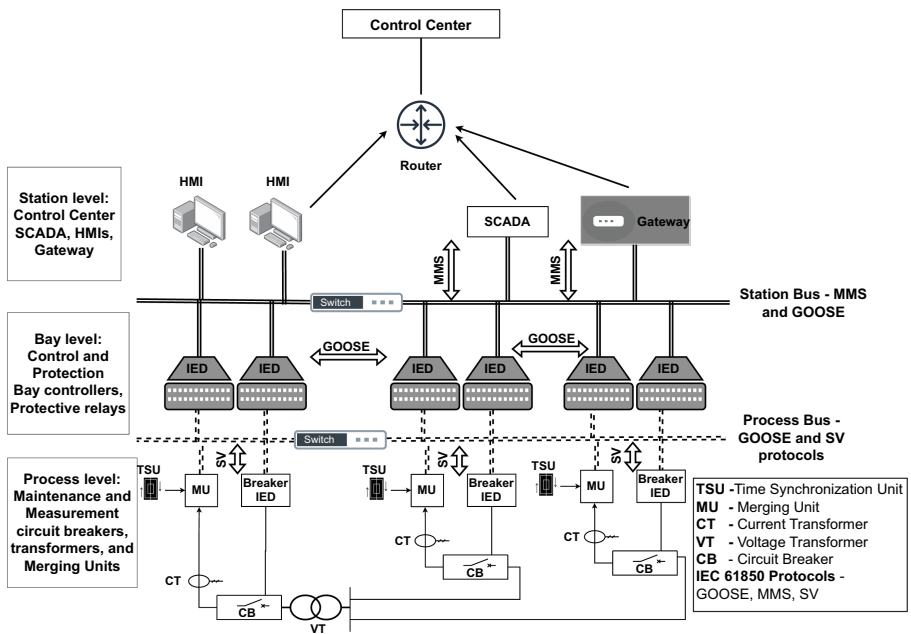 Control Center
Router
HMI
HMI
Station level:
Control Center
SCADA, HMIs,
Gateway
SCADA
Gateway
MMS
MMS
Switch
Station Bus - MMS
and GOOSE
Bay level:
Control and
Protection
Bay controllers,
Protective relays
GOOSE
GOOSE
IED
IED
IED
IED
IED
IED
Process Bus -
GOOSE and SV
protocols
Switch
SV
SV
SV
Process level:
Maintenance and
Measurement
circuit breakers,
transformers, and
Merging Units
TSU
MU
Breaker
IED
TSU
MU
Breaker
IED
TSU
MU
Breaker
IED
CT
CT
CT
CB
CB
CB
VT
TSU -Time Synchronization Unit
MU - Merging Unit
CT - Current Transformer
VT - Voltage Transformer
CB - Circuit Breaker
IEC 61850 Protocols -
GOOSE, MMS, SV